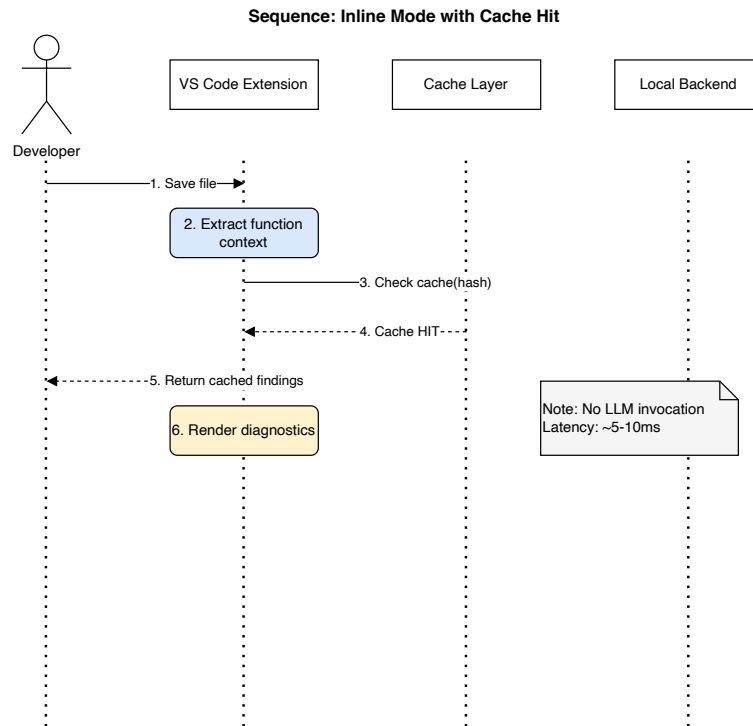 Sequence: Inline Mode with Cache Hit
VS Code Extension
Cache Layer
Local Backend
Developer
1. Save file
2. Extract function
context
3. Check cache(hash)
4. Cache HIT
5. Return cached findings
Note: No LLM invocation
Latency: ~5-10ms
6. Render diagnostics